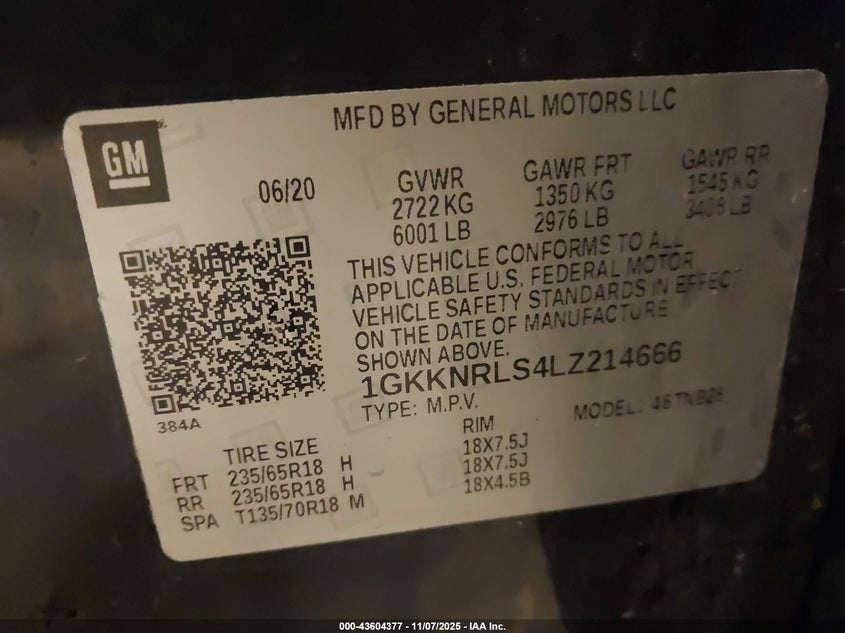 MFD BY GENERAL MOTORS LLC
GM
06/20
GVWR
2722 KG
6001 LB
GAWR FRT
1350 KG
2976 LB
GAWR RR
1545 KG
3406 LB
THIS VEHICLE CONFORMS TO ALL
APPLICABLE U.S. FEDERAL MOTOR
VEHICLE SAFETY STANDARDS IN EFFECT
ON THE DATE OF MANUFACTURE
SHOWN ABOVE.
1GKKNRLS4LZ214666
TYPE: M.P.V.
MODEL:
384A
TIRE SIZE
RIM
FRT 235/65R18 H 18X7.5J
RR 235/65R18 H 18X7.5J
SPA T135/70R18 M 18X4.5B
000-43604377 - 11/07/2025 - IAA Inc.